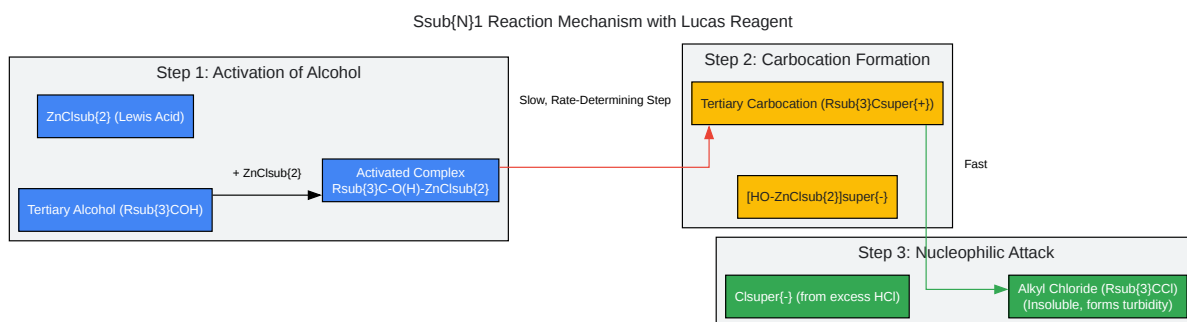 Ssub{N}1 Reaction Mechanism with Lucas Reagent
Step 1: Activation of Alcohol
ZnClsub{2} (Lewis Acid)
+ ZnClsub{2}
Tertiary Alcohol (Rsub{3}COH)
Activated Complex
Rsub{3}C-O(H)-ZnClsub{2}
Slow, Rate-Determining Step
Step 2: Carbocation Formation
Tertiary Carbocation (Rsub{3}Csuper{+})
[HO-ZnClsub{2}]super{-}
Fast
Step 3: Nucleophilic Attack
Clsuper{-} (from excess HCl)
Alkyl Chloride (Rsub{3}CCl)
(Insoluble, forms turbidity)